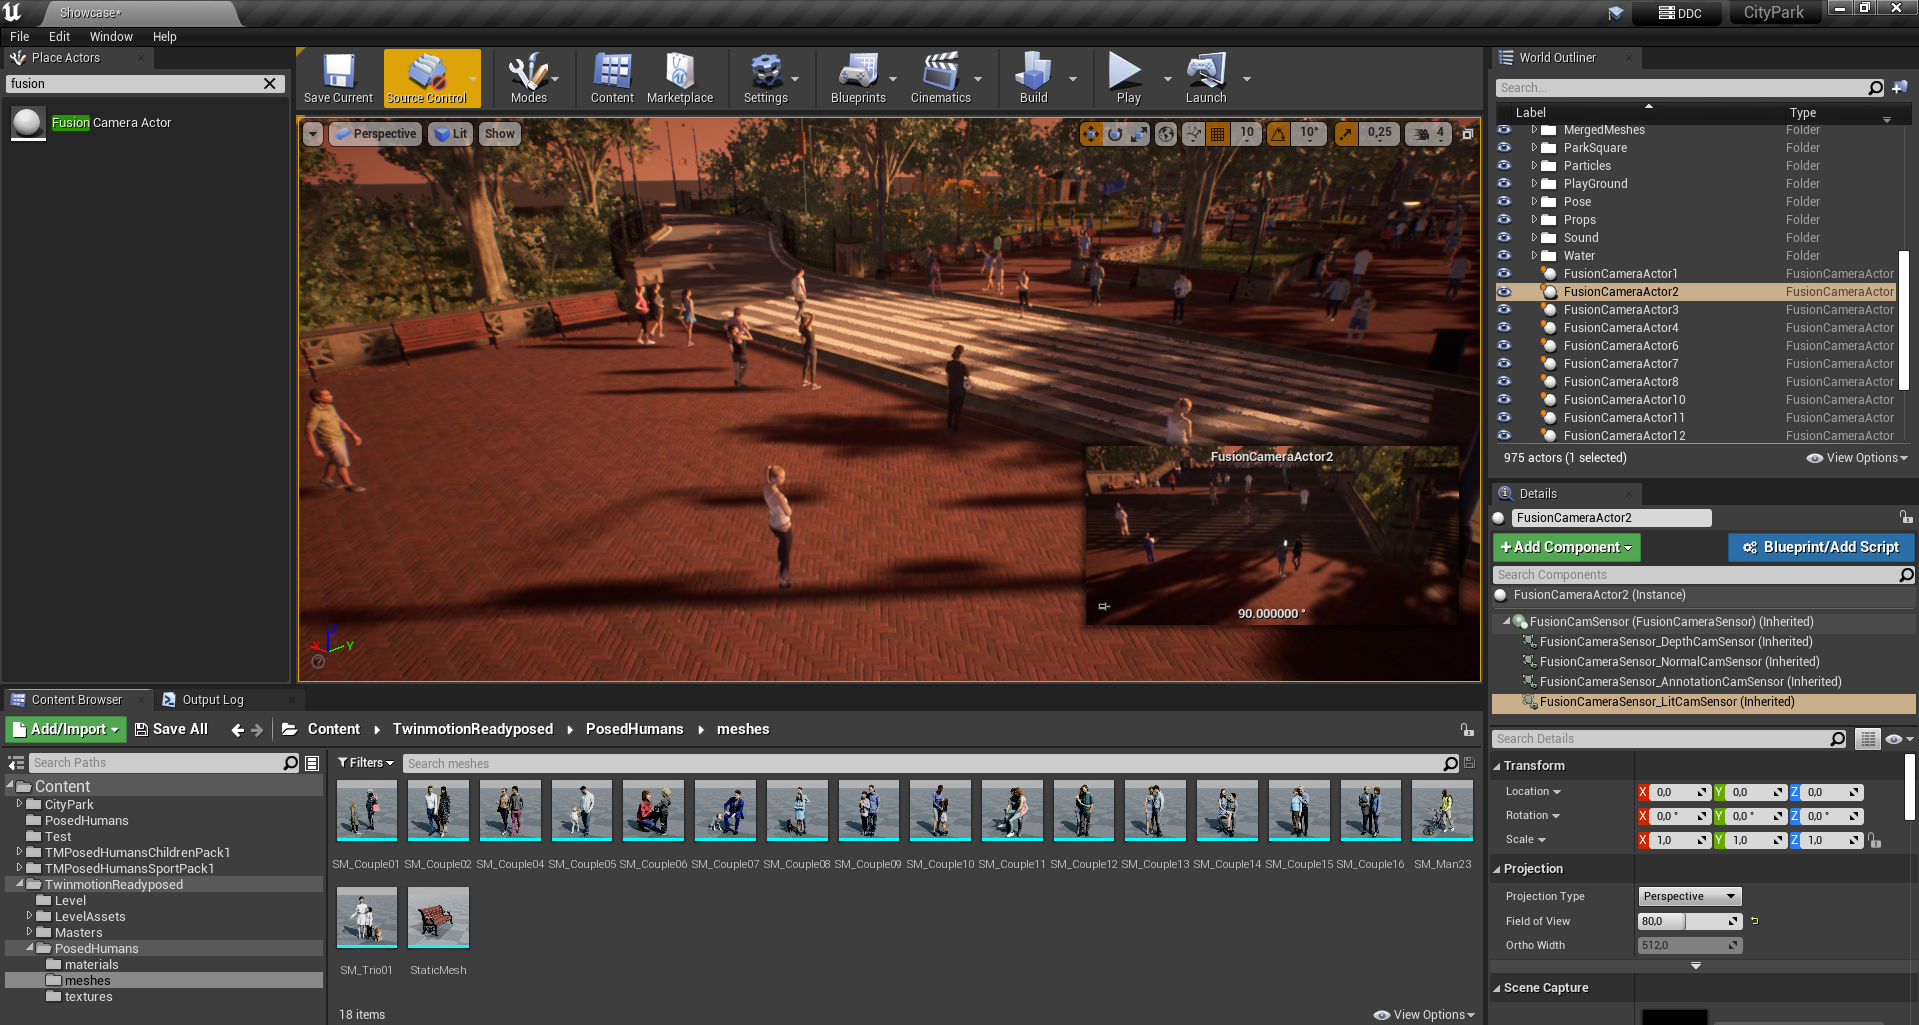 Showcase*
DDC
CityPark
File Edit Window Help
Place Actors
fusion
Fusion Camera Actor
Save Current
Source Control
Modes
Content
Marketplace
Settings
Blueprints
Cinematics
Build
Play
Launch
Perspective
Lit
Show
10
10°
0,25
4
FusionCameraActor2
90.000000 °
X
Y
Z
World Outliner
Search...
Label Type
MergedMeshes Folder
ParkSquare Folder
Particles Folder
PlayGround Folder
Pose Folder
Props Folder
Sound Folder
Water Folder
FusionCameraActor1 FusionCameraActor
FusionCameraActor2 FusionCameraActor
FusionCameraActor3 FusionCameraActor
FusionCameraActor4 FusionCameraActor
FusionCameraActor6 FusionCameraActor
FusionCameraActor7 FusionCameraActor
FusionCameraActor8 FusionCameraActor
FusionCameraActor10 FusionCameraActor
FusionCameraActor11 FusionCameraActor
FusionCameraActor12 FusionCameraActor
975 actors (1 selected) View Options
Details
FusionCameraActor2
+Add Component
Blueprint/Add Script
Search Components
FusionCameraActor2 (Instance)
FusionCamSensor (FusionCameraSensor) (Inherited)
FusionCameraSensor_DepthCamSensor (Inherited)
FusionCameraSensor_NormalCamSensor (Inherited)
FusionCameraSensor_AnnotationCamSensor (Inherited)
FusionCameraSensor_LitCamSensor (Inherited)
Search Details
Transform
Location X 0,0 Y 0,0 Z 0,0
Rotation X 0,0 ° Y 0,0 ° Z 0,0 °
Scale X 1,0 Y 1,0 Z 1,0
Projection
Projection Type Perspective
Field of View 80,0
Ortho Width 512,0
Scene Capture
Content Browser
Output Log
Add/Import
Save All
Content TwinmotionReadyposed PosedHumans meshes
Search Paths
Content
CityPark
PosedHumans
Test
TMPosedHumansChildrenPack1
TMPosedHumansSportPack1
TwinmotionReadyposed
Level
LevelAssets
Masters
PosedHumans
materials
meshes
textures
Filters
Search meshes
SM_Couple01 SM_Couple02 SM_Couple04 SM_Couple05 SM_Couple06 SM_Couple07 SM_Couple08 SM_Couple09 SM_Couple10 SM_Couple11 SM_Couple12 SM_Couple13 SM_Couple14 SM_Couple15 SM_Couple16 SM_Man23
SM_Trio01 StaticMesh
18 items
View Options